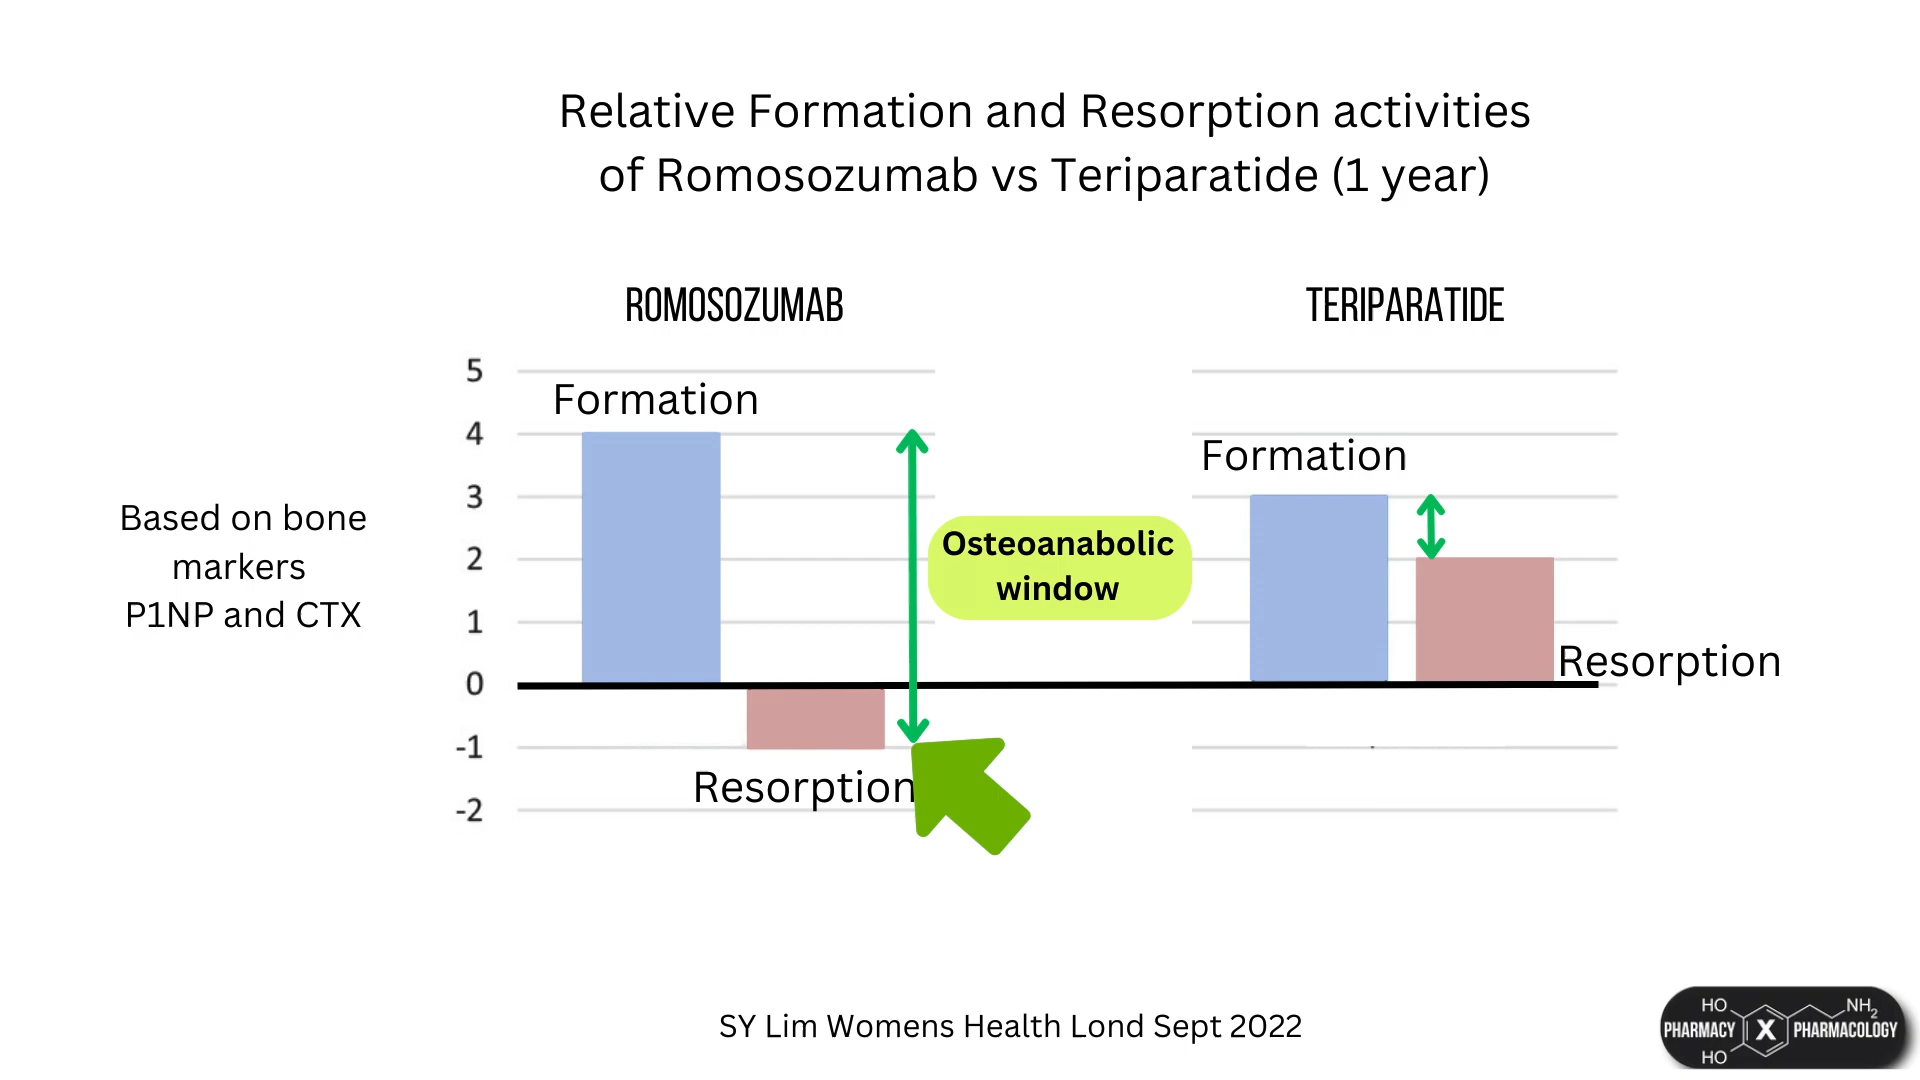 Relative Formation and Resorption activities
of Romosozumab vs Teriparatide (1 year)
ROMOSOZUMAB
TERIPARATIDE
5
4
3
2
1
0
-1
-2
Formation
Resorption
Based on bone
markers
P1NP and CTX
Osteoanabolic
window
Formation
Resorption
SY Lim Womens Health Lond Sept 2022
HO
NH2
PHARMACY X PHARMACOLOGY
HO